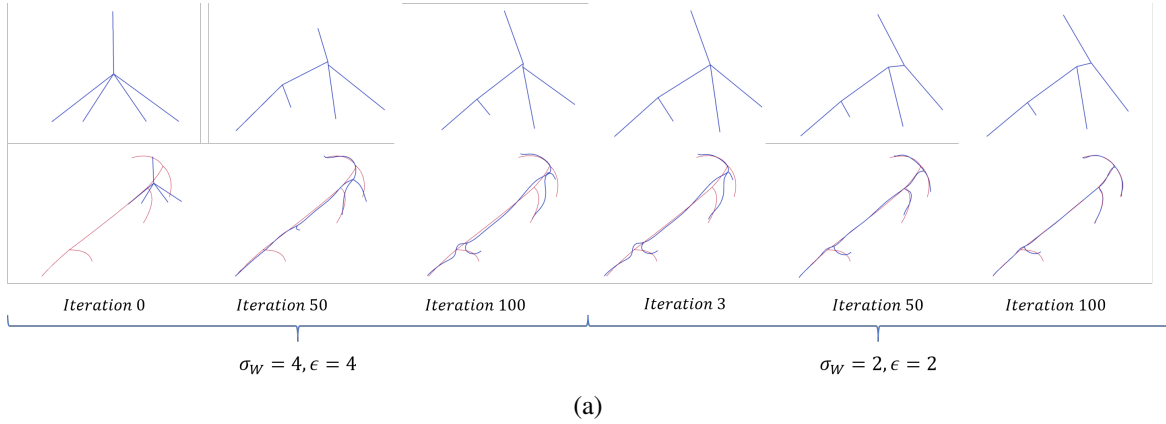 Iteration 0 Iteration 50 Iteration 100 Iteration 3 Iteration 50 Iteration 100
σ_W = 4, ϵ = 4 σ_W = 2, ϵ = 2
(a)